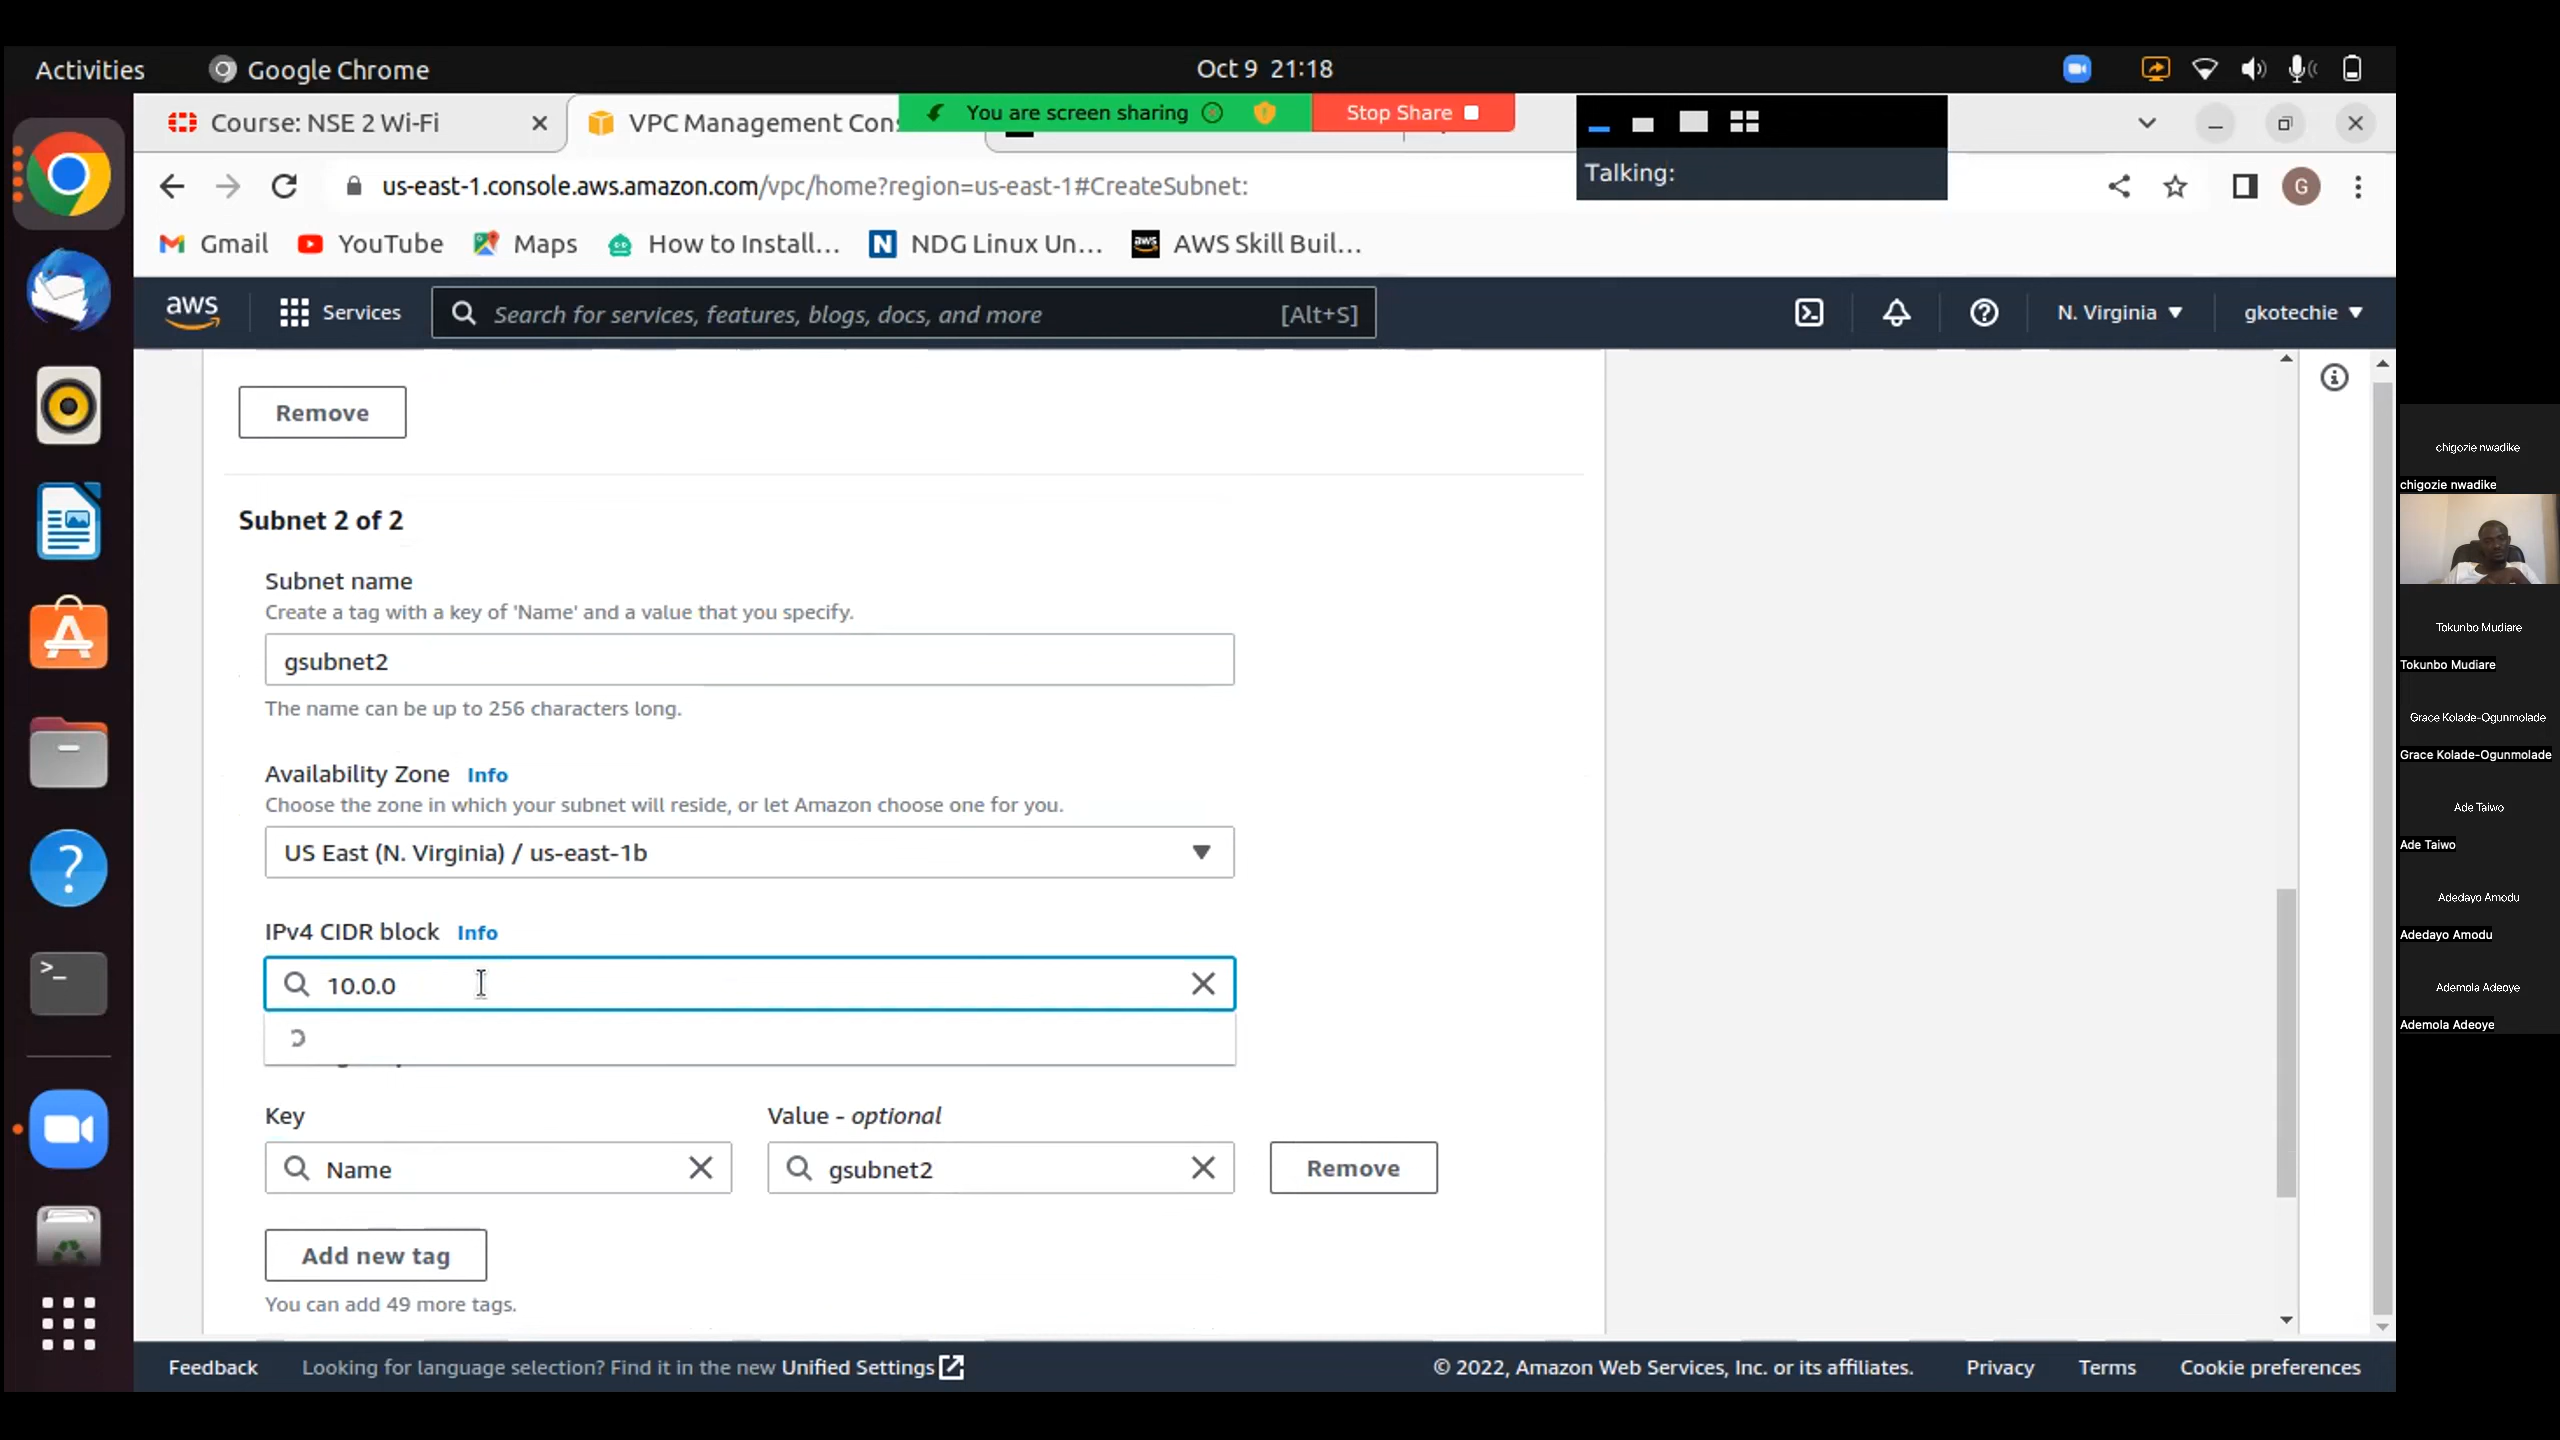 Activities
Google Chrome
Oct 9 21:18
Course: NSE 2 Wi-Fi
VPC Management Cons
You are screen sharing
Stop Share
Talking:
us-east-1.console.aws.amazon.com/vpc/home?region=us-east-1#CreateSubnet:
G
Gmail
YouTube
Maps
How to Install...
N
NDG Linux Un...
aws
AWS Skill Buil...
aws
Services
Search for services, features, blogs, docs, and more
[Alt+S]
N. Virginia
gkotechie
Remove
Subnet 2 of 2
Subnet name
Create a tag with a key of 'Name' and a value that you specify.
gsubnet2
The name can be up to 256 characters long.
Availability Zone Info
Choose the zone in which your subnet will reside, or let Amazon choose one for you.
US East (N. Virginia) / us-east-1b
IPv4 CIDR block Info
10.0.0
Key
Value - optional
Name
gsubnet2
Remove
Add new tag
You can add 49 more tags.
Feedback
Looking for language selection? Find it in the new Unified Settings
© 2022, Amazon Web Services, Inc. or its affiliates.
Privacy
Terms
Cookie preferences
chigozie nwadike
chigozie nwadike
Tokunbo Mudiare
Tokunbo Mudiare
Grace Kolade-Ogunmolade
Grace Kolade-Ogunmolade
Ade Taiwo
Ade Taiwo
Adedayo Amodu
Adedayo Amodu
Ademola Adeoye
Ademola Adeoye